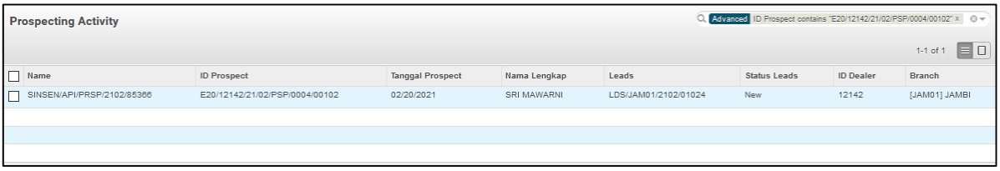 Prospecting Activity
Advanced ID Prospect contains "E20/12142/21/02/PSP/0004/00102" x
1-1 of 1
Name ID Prospect Tanggal Prospect Nama Lengkap Leads Status Leads ID Dealer Branch
SINSEN/API/PRSP/2102/85366 E20/12142/21/02/PSP/0004/00102 02/20/2021 SRI MAWARNI LDS/JAM01/2102/01024 New 12142 [JAM01] JAMBI